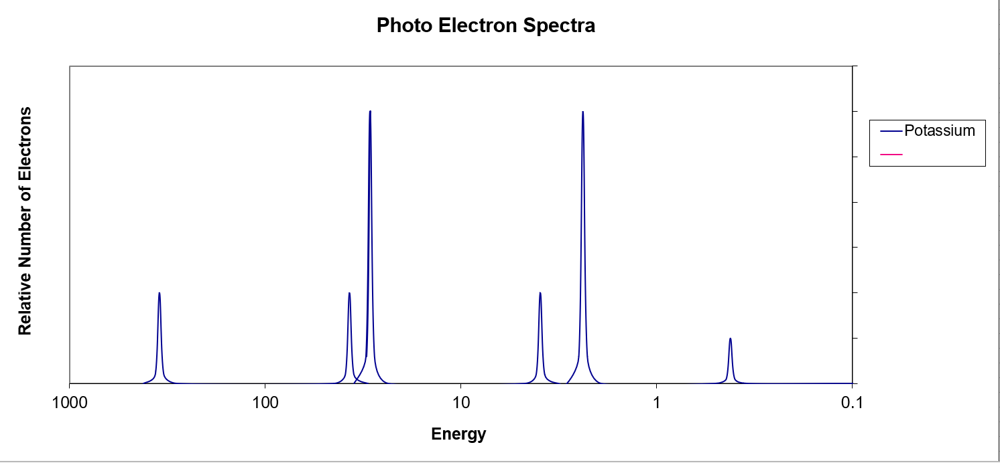 Photo Electron Spectra
Relative Number of Electrons
Potassium
1000 100 10 1 0.1
Energy